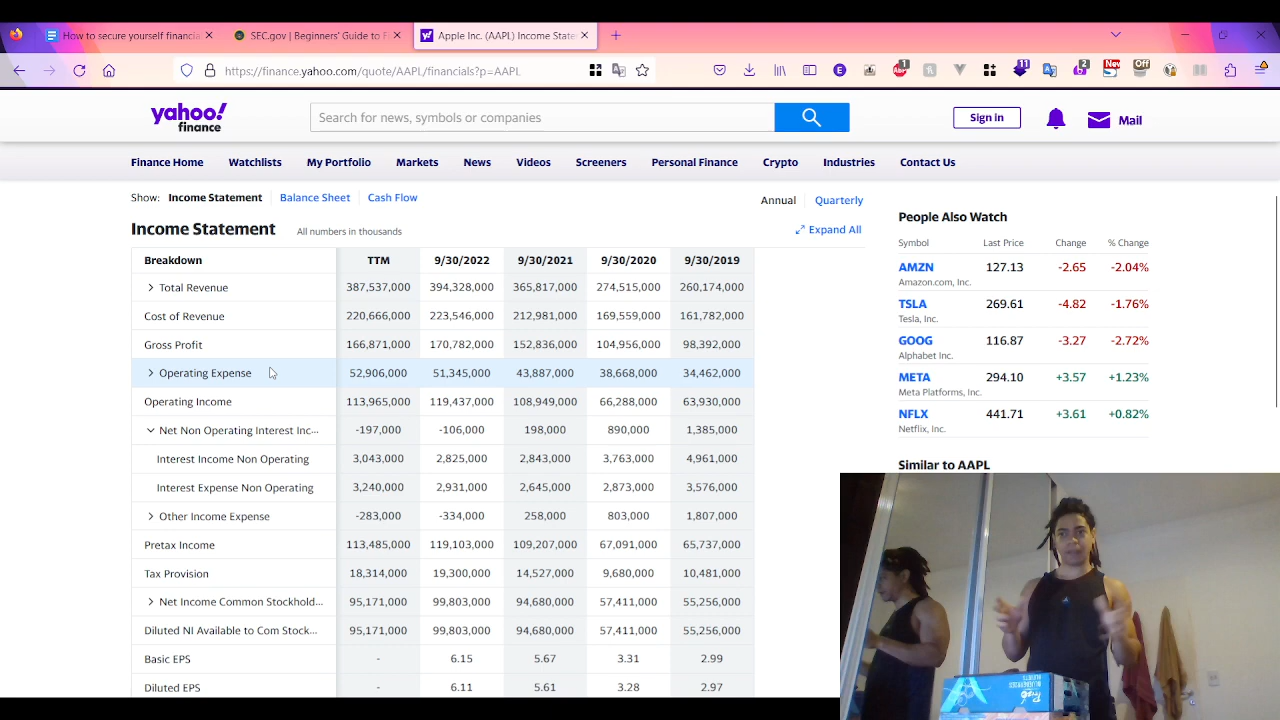 How to secure yourself financia
SEC.gov | Beginners' Guide to Fi
Apple Inc. (AAPL) Income State
https://finance.yahoo.com/quote/AAPL/financials?p=AAPL
1
11
2
New
Off
yahoo!
finance
Search for news, symbols or companies
Sign in
Mail
Finance Home Watchlists My Portfolio Markets News Videos Screeners Personal Finance Crypto Industries Contact Us
Show: Income Statement Balance Sheet Cash Flow
Annual Quarterly
Income Statement All numbers in thousands
Expand All
Breakdown TTM 9/30/2022 9/30/2021 9/30/2020 9/30/2019
Total Revenue 387,537,000 394,328,000 365,817,000 274,515,000 260,174,000
Cost of Revenue 220,666,000 223,546,000 212,981,000 169,559,000 161,782,000
Gross Profit 166,871,000 170,782,000 152,836,000 104,956,000 98,392,000
Operating Expense 52,906,000 51,345,000 43,887,000 38,668,000 34,462,000
Operating Income 113,965,000 119,437,000 108,949,000 66,288,000 63,930,000
Net Non Operating Interest Inc... -197,000 -106,000 198,000 890,000 1,385,000
Interest Income Non Operating 3,043,000 2,825,000 2,843,000 3,763,000 4,961,000
Interest Expense Non Operating 3,240,000 2,931,000 2,645,000 2,873,000 3,576,000
Other Income Expense -283,000 -334,000 258,000 803,000 1,807,000
Pretax Income 113,485,000 119,103,000 109,207,000 67,091,000 65,737,000
Tax Provision 18,314,000 19,300,000 14,527,000 9,680,000 10,481,000
Net Income Common Stockhold... 95,171,000 99,803,000 94,680,000 57,411,000 55,256,000
Diluted NI Available to Com Stock... 95,171,000 99,803,000 94,680,000 57,411,000 55,256,000
Basic EPS - 6.15 5.67 3.31 2.99
Diluted EPS - 6.11 5.61 3.28 2.97
People Also Watch
Symbol Last Price Change % Change
AMZN 127.13 -2.65 -2.04%
Amazon.com, Inc.
TSLA 269.61 -4.82 -1.76%
Tesla, Inc.
GOOG 116.87 -3.27 -2.72%
Alphabet Inc.
META 294.10 +3.57 +1.23%
Meta Platforms, Inc.
NFLX 441.71 +3.61 +0.82%
Netflix, Inc.
Similar to AAPL